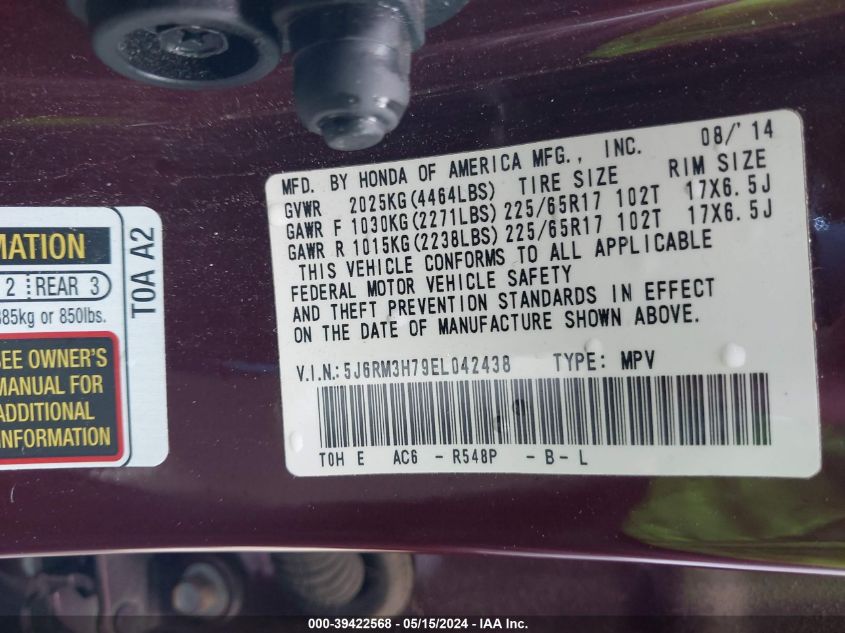 MFD. BY HONDA OF AMERICA MFG., INC. 08/'14
GVWR 2025KG(4464LBS) TIRE SIZE RIM SIZE
GAWR F 1030KG(2271LBS) 225/65R17 102T 17X6.5J
GAWR R 1015KG(2238LBS) 225/65R17 102T 17X6.5J
THIS VEHICLE CONFORMS TO ALL APPLICABLE
FEDERAL MOTOR VEHICLE SAFETY
AND THEFT PREVENTION STANDARDS IN EFFECT
ON THE DATE OF MANUFACTURE SHOWN ABOVE.
V.I.N.: 5J6RM3H79EL042438 TYPE: MPV
T0H E AC6 - R548P - B - L
MATION
2 REAR 3
385kg or 850lbs.
SEE OWNER'S
MANUAL FOR
ADDITIONAL
INFORMATION
T0A A2
000-39422568 - 05/15/2024 - IAA Inc.